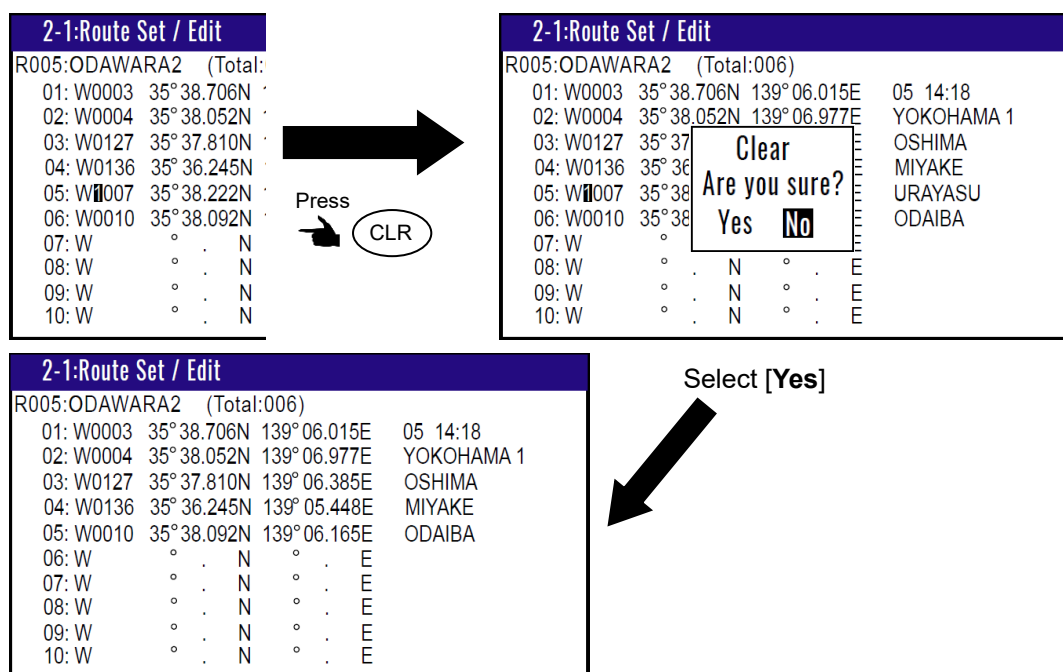 2-1:Route Set / Edit
R005:ODAWARA2 (Total:
01: W0003 35°38.706N 1
02: W0004 35°38.052N 1
03: W0127 35°37.810N 1
04: W0136 35°36.245N 1
05: W1007 35°38.222N 1
06: W0010 35°38.092N 1
07: W ° . N
08: W ° . N
09: W ° . N
10: W ° . N
Press
CLR
2-1:Route Set / Edit
R005:ODAWARA2 (Total:006)
01: W0003 35°38.706N 139°06.015E 05 14:18
02: W0004 35°38.052N 139°06.977E YOKOHAMA 1
03: W0127 35°37 E OSHIMA
04: W0136 35°36 E MIYAKE
05: W1007 35°38 E URAYASU
06: W0010 35°38 E ODAIBA
07: W ° E
08: W ° . N ° . E
09: W ° . N ° . E
10: W ° . N ° . E
Clear
Are you sure?
Yes No
Select [Yes]
2-1:Route Set / Edit
R005:ODAWARA2 (Total:006)
01: W0003 35°38.706N 139°06.015E 05 14:18
02: W0004 35°38.052N 139°06.977E YOKOHAMA 1
03: W0127 35°37.810N 139°06.385E OSHIMA
04: W0136 35°36.245N 139°05.448E MIYAKE
05: W0010 35°38.092N 139°06.165E ODAIBA
06: W ° . N ° . E
07: W ° . N ° . E
08: W ° . N ° . E
09: W ° . N ° . E
10: W ° . N ° . E